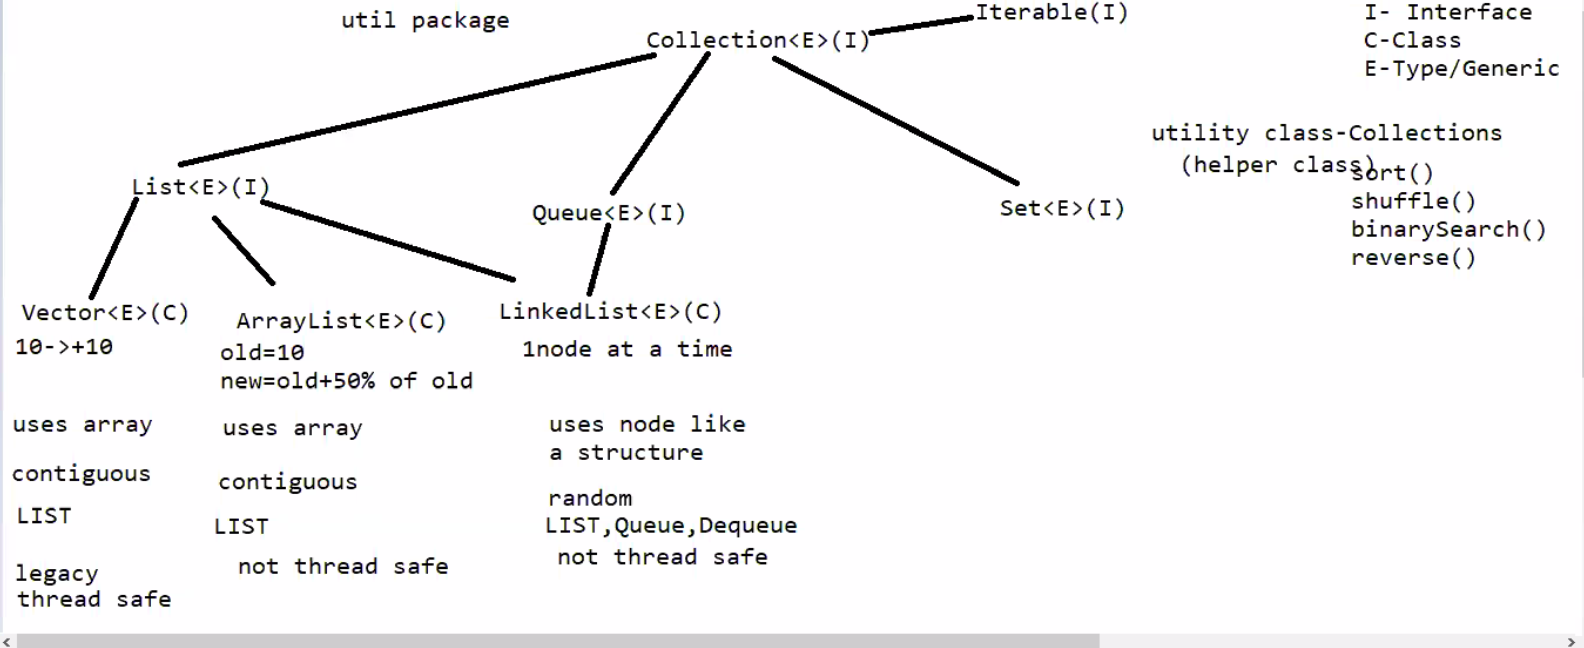 util package
Iterable(I)
Collection<E>(I)
I- Interface
C-Class
E-Type/Generic
utility class-Collections
(helper class)
sort()
shuffle()
binarySearch()
reverse()
List<E>(I)
Queue<E>(I)
Set<E>(I)
Vector<E>(C)
10->+10
uses array
contiguous
LIST
legacy
thread safe
ArrayList<E>(C)
old=10
new=old+50% of old
uses array
contiguous
LIST
not thread safe
LinkedList<E>(C)
1node at a time
uses node like
a structure
random
LIST,Queue,Dequeue
not thread safe